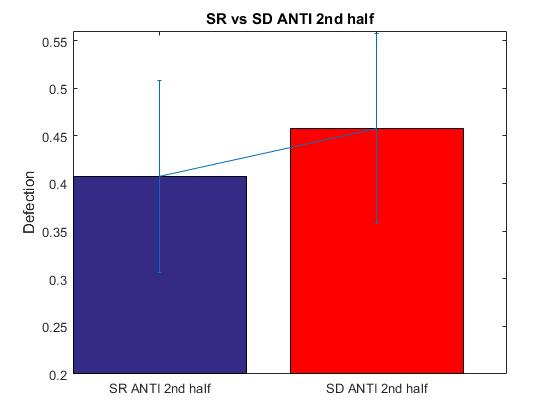 SR vs SD ANTI 2nd half
0.55
0.5
0.45
0.4
0.35
0.3
0.25
0.2
Defection
SR ANTI 2nd half
SD ANTI 2nd half